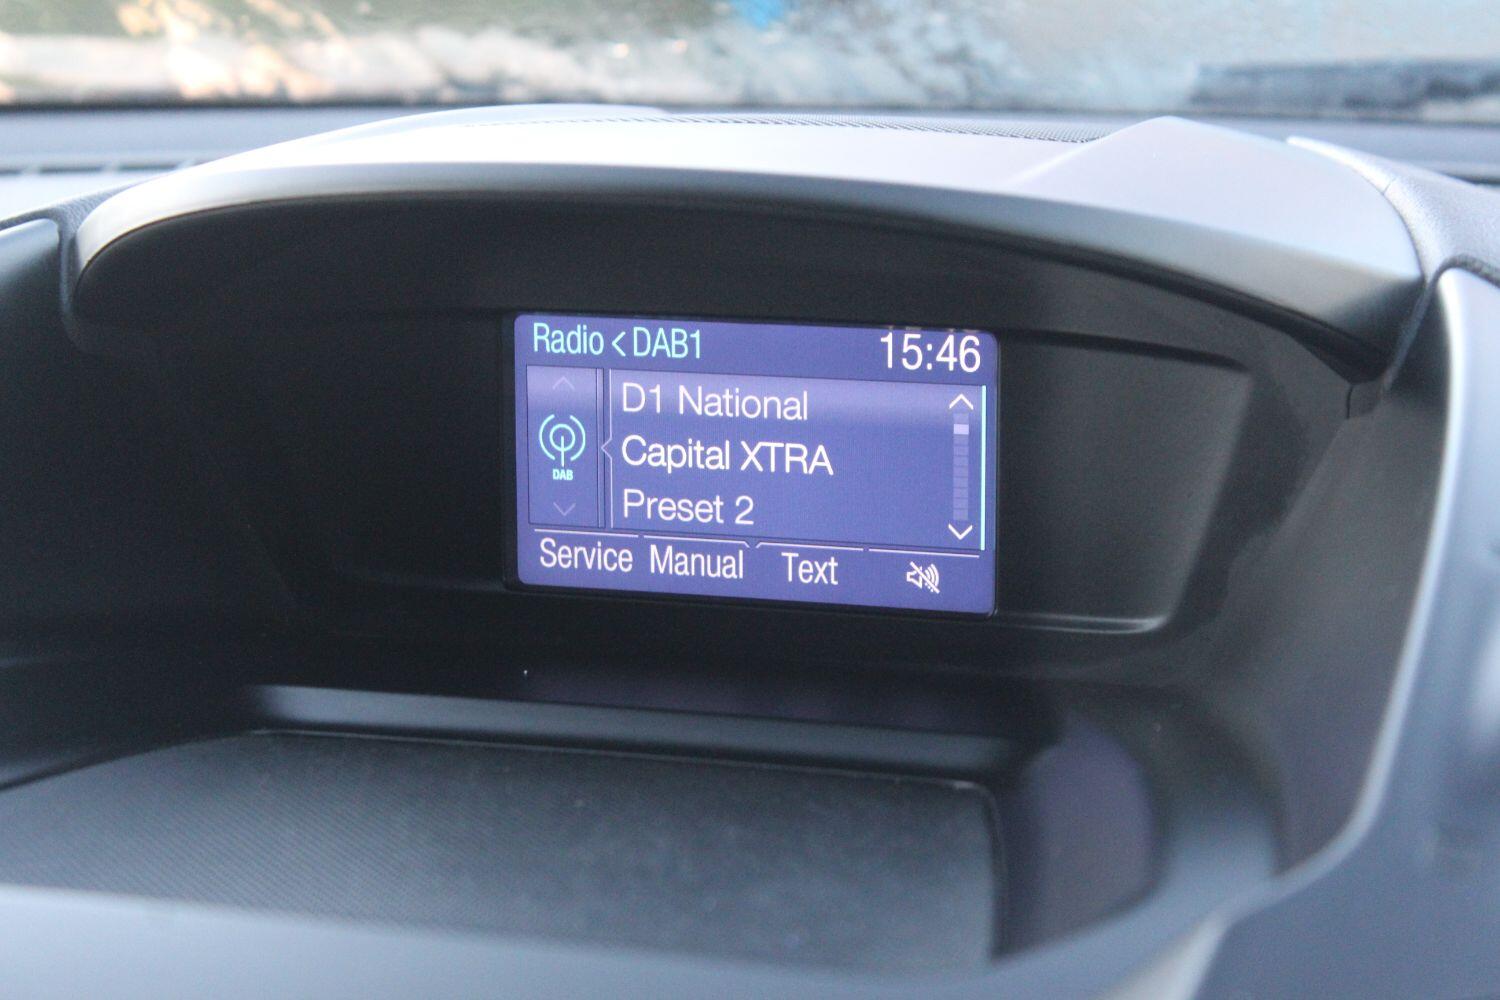 Radio < DAB1
15:46
D1 National
DAB
Capital XTRA
Preset 2
Service Manual Text